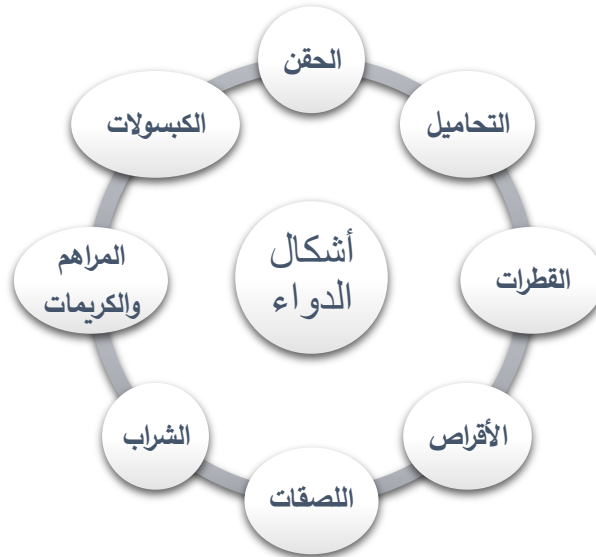 أشكال
الدواء
الحقن
التحاميل
القطرات
الأقراص
اللصقات
الشراب
المراهم
والكريمات
الكبسولات